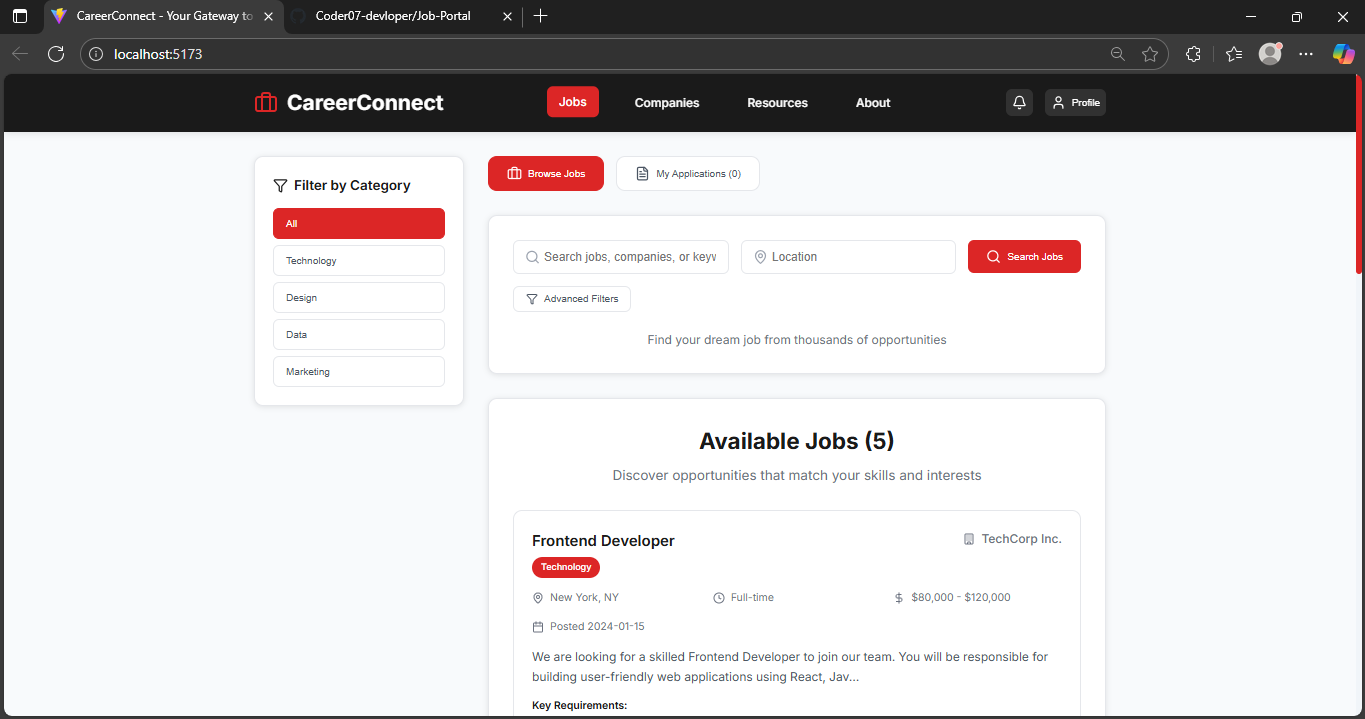 CareerConnect - Your Gateway to
Coder07-devloper/Job-Portal
localhost:5173
CareerConnect
Jobs
Companies
Resources
About
Profile
Filter by Category
All
Technology
Design
Data
Marketing
Browse Jobs
My Applications (0)
Search jobs, companies, or keyw
Location
Search Jobs
Advanced Filters
Find your dream job from thousands of opportunities
Available Jobs (5)
Discover opportunities that match your skills and interests
Frontend Developer
TechCorp Inc.
Technology
New York, NY
Full-time
$ $80,000 - $120,000
Posted 2024-01-15
We are looking for a skilled Frontend Developer to join our team. You will be responsible for
building user-friendly web applications using React, Jav...
Key Requirements: